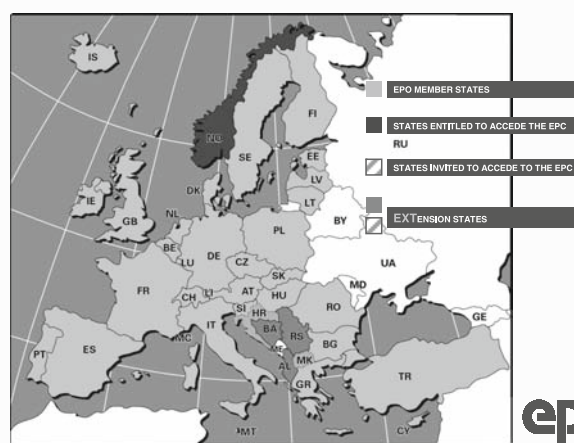 IS
EPO MEMBER STATES
FI
STATES ENTITLED TO ACCEDE THE EPC
NO
RU
SE
EE
STATES INVITED TO ACCEDE TO THE EPC
LV
DK
LT
IE
NL
BY
EXTENSION STATES
GB
PL
BE
DE
UA
LU
CZ
SK
MD
FR
CH
LI
AT
HU
RO
SI
HR
GE
IT
BA
RS
MC
ME
BG
PT
ES
AL
MK
TR
GR
MT
CY
ep